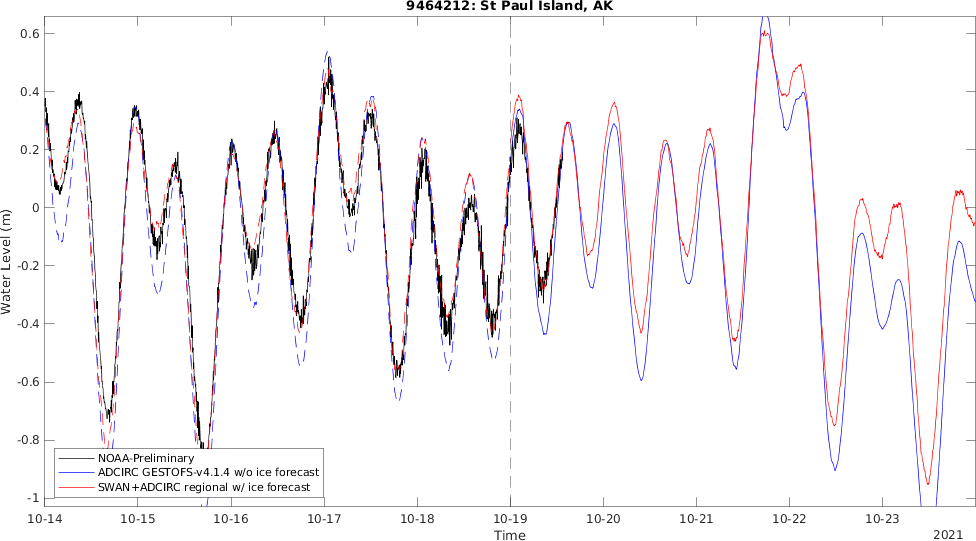 9464212: St Paul Island, AK
0.6
0.4
0.2
0
-0.2
-0.4
-0.6
-0.8
-1
Water Level (m)
NOAA-Preliminary
ADCIRC GESTOFS-v4.1.4 w/o ice forecast
SWAN+ADCIRC regional w/ ice forecast
10-14 10-15 10-16 10-17 10-18 10-19 10-20 10-21 10-22 10-23
Time
2021